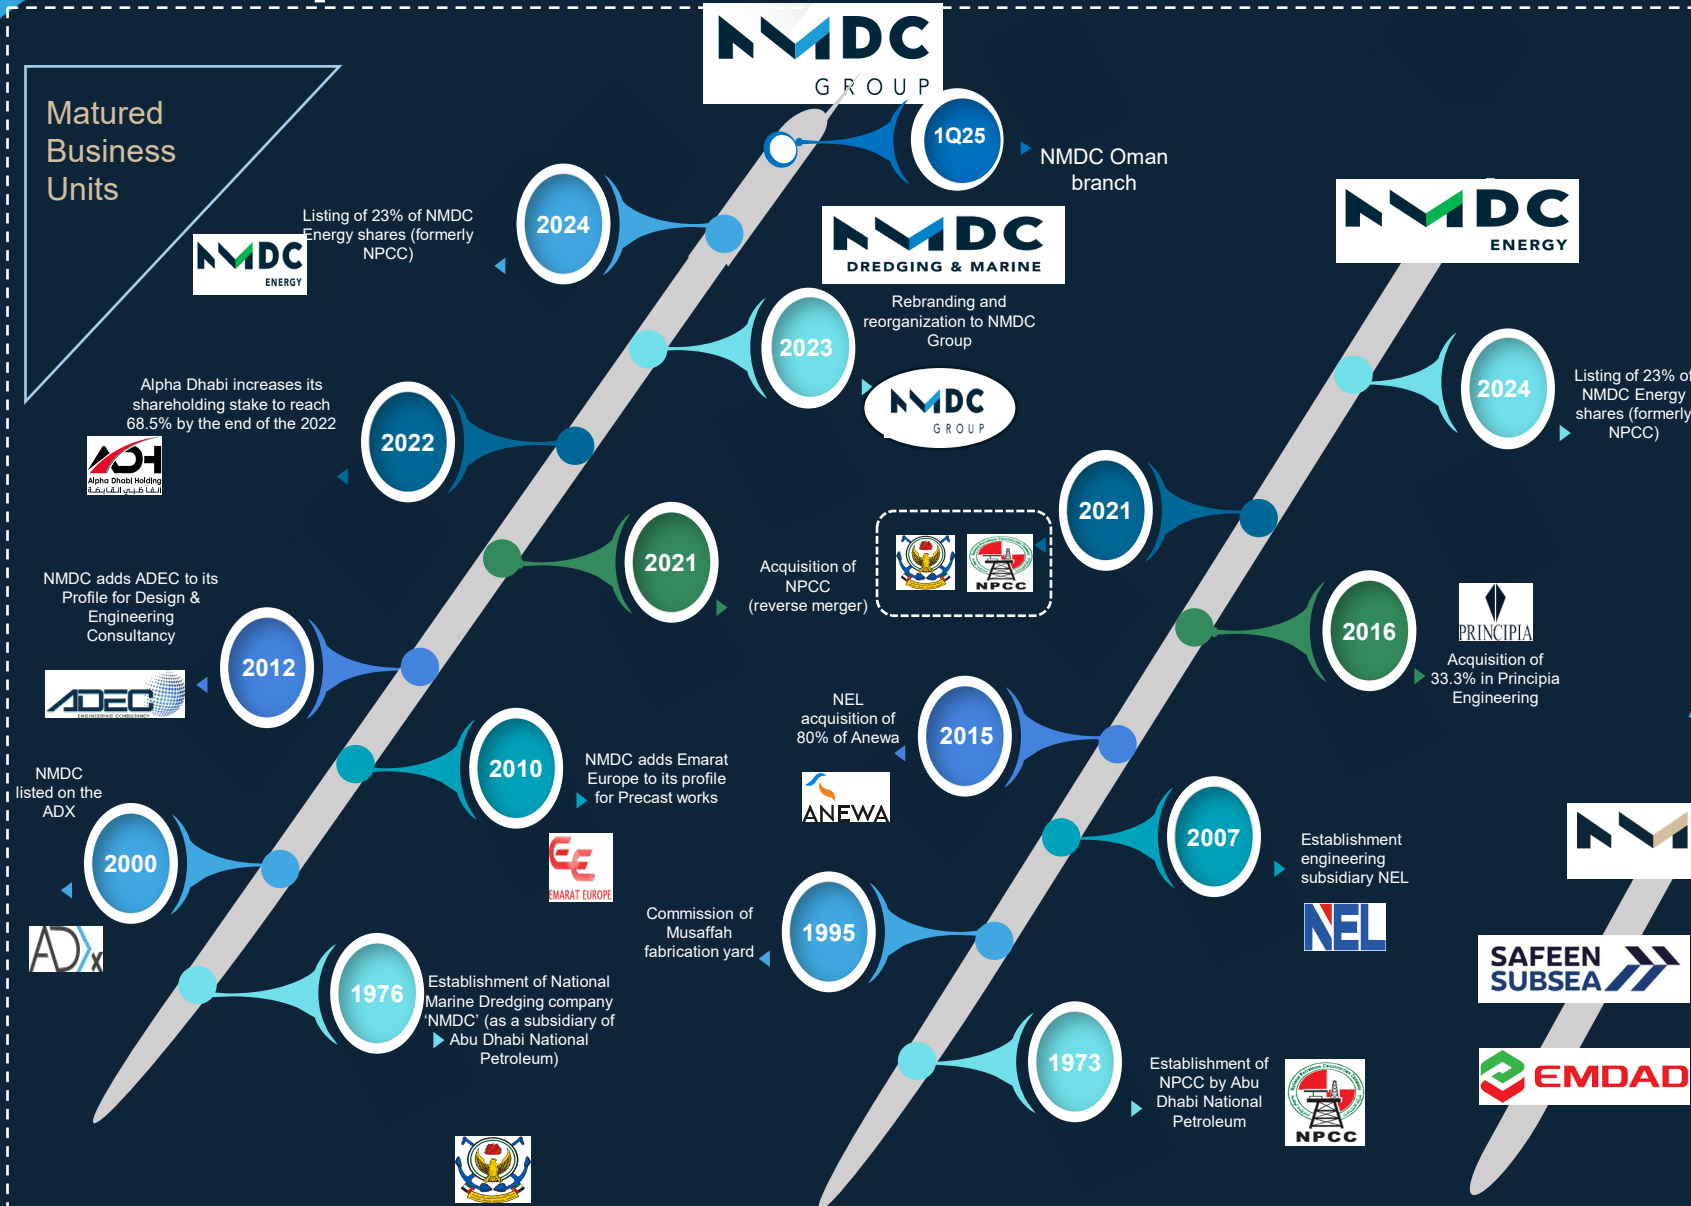 NMDC
GROUP
Matured
Business
Units
1Q25
NMDC Oman
branch
Listing of 23% of NMDC
Energy shares (formerly
NPCC)
NMDC
ENERGY
2024
NMDC
DREDGING & MARINE
Rebranding and
reorganization to NMDC
Group
2023
NMDC
GROUP
Alpha Dhabi increases its
shareholding stake to reach
68.5% by the end of the 2022
Alpha Dhabi Holding
2022
2021
Acquisition of
NPCC
(reverse merger)
NMDC adds ADEC to its
Profile for Design &
Engineering
Consultancy
ADEC
ENGINEERING CONSULTANCY
2012
2010
NMDC adds Emarat
Europe to its profile
for Precast works
EMARAT EUROPE
NMDC
listed on the
ADX
2000
ADx
1976
Establishment of National
Marine Dredging company
‘NMDC’ (as a subsidiary of
Abu Dhabi National
Petroleum)
NMDC
ENERGY
2024
Listing of 23% of
NMDC Energy
shares (formerly
NPCC)
2021
NPCC
2016
PRINCIPIA
Acquisition of
33.3% in Principia
Engineering
NEL
acquisition of
80% of Anewa
ANEWA
2015
2007
Establishment
engineering
subsidiary NEL
NEL
Commission of
Musaffah
fabrication yard
1995
1973
Establishment of
NPCC by Abu
Dhabi National
Petroleum
NPCC
NM
SAFEEN
SUBSEA
EMDAD